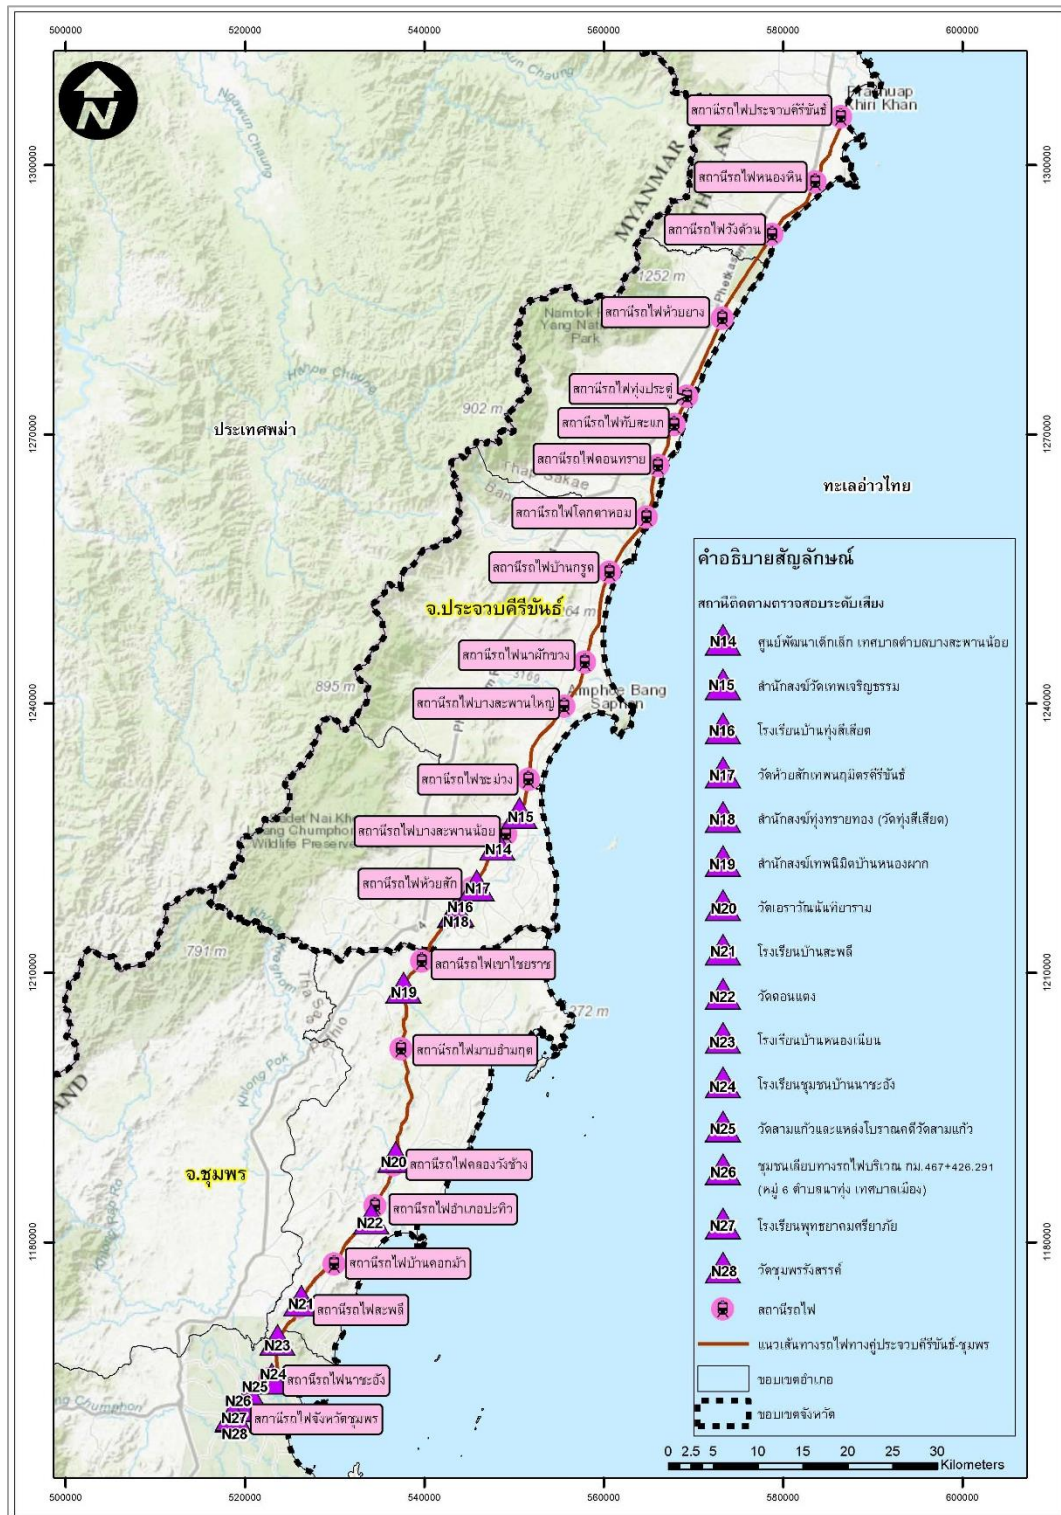 500000 520000 540000 560000 580000 600000
N
Ngawun Chaung
Prachuap
Khiri Khan
สถานีรถไฟประจวบคีรีขันธ์
1300000 1300000
MYANMAR
สถานีรถไฟหนองหิน
สถานีรถไฟวังด้วน
1252 m
Phetkasem
สถานีรถไฟห้วยยาง
Yang National
Park
สถานีรถไฟทุ่งประดู่
902 m
สถานีรถไฟทับสะแก
ประเทศพม่า
1270000 1270000
สถานีรถไฟดอนทราย
Thap Sakae
ทะเลอ่าวไทย
สถานีรถไฟโคกตาหอม
สถานีรถไฟบ้านกรูด
จ.ประจวบคีรีขันธ์
สถานีรถไฟนาผักขวง
3169
895 m
Amphoe Bang
Saphan
สถานีรถไฟบางสะพานใหญ่
1240000 1240000
สถานีรถไฟชะม่วง
N15
สถานีรถไฟบางสะพานน้อย
Wildlife Preserve
N14
สถานีรถไฟห้วยสัก
N17
N16
N18
4
791 m
สถานีรถไฟเขาไชยราช
1210000 1210000
N19
272 m
สถานีรถไฟมาบอำมฤต
Khlong Pok
N20
สถานีรถไฟคลองวังช้าง
จ.ชุมพร
สถานีรถไฟอำเภอปะทิว
N22
1180000 1180000
สถานีรถไฟบ้านคอกม้า
N21
สถานีรถไฟสะพลี
N23
N24
สถานีรถไฟนาชะอัง
N25
N26
N27
สถานีรถไฟจังหวัดชุมพร
N28
คำอธิบายสัญลักษณ์
สถานีติดตามตรวจสอบระดับเสียง
N14 ศูนย์พัฒนาเด็กเล็ก เทศบาลตำบลบางสะพานน้อย
N15 สำนักสงฆ์วัดเทพเจริญธรรม
N16 โรงเรียนบ้านทุ่งสีเสียด
N17 วัดห้วยสักเทพนฤมิตรคีรีขันธ์
N18 สำนักสงฆ์ทุ่งทรายทอง (วัดทุ่งสีเสียด)
N19 สำนักสงฆ์เทพนิมิตบ้านหนองผาก
N20 วัดเอราวัณนันทิยาราม
N21 โรงเรียนบ้านสะพลี
N22 วัดดอนแตง
N23 โรงเรียนบ้านหนองเนียน
N24 โรงเรียนชุมชนบ้านนาชะอัง
N25 วัดสามแก้วและแหล่งโบราณคดีวัดสามแก้ว
N26 ชุมชนเลียบทางรถไฟบริเวณ กม.467+426.291
(หมู่ 6 ตำบลนาทุ่ง เทศบาลเมือง)
N27 โรงเรียนพุทธยาคมศรียาภัย
N28 วัดชุมพรรังสรรค์
สถานีรถไฟ
แนวเส้นทางรถไฟทางคู่ประจวบคีรีขันธ์-ชุมพร
ขอบเขตอำเภอ
ขอบเขตจังหวัด
0 2.5 5 10 15 20 25 30
Kilometers
500000 520000 540000 560000 580000 600000